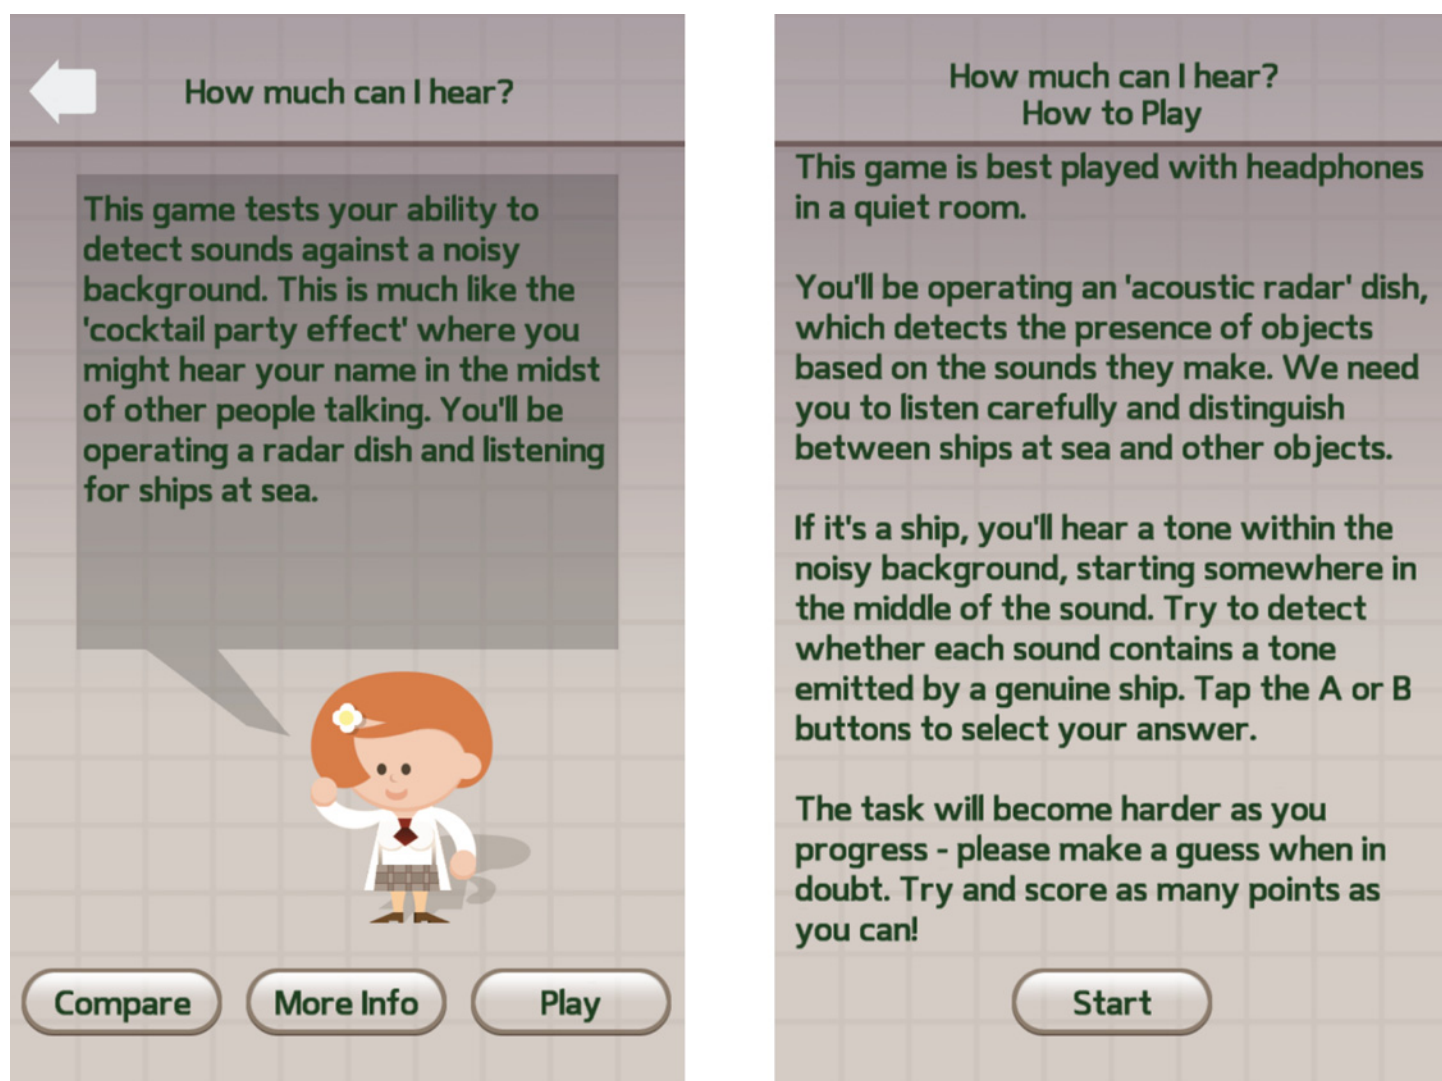 How much can I hear?
This game tests your ability to
detect sounds against a noisy
background. This is much like the
'cocktail party effect' where you
might hear your name in the midst
of other people talking. You'll be
operating a radar dish and listening
for ships at sea.
Compare
More Info
Play
How much can I hear?
How to Play
This game is best played with headphones
in a quiet room.
You'll be operating an 'acoustic radar' dish,
which detects the presence of objects
based on the sounds they make. We need
you to listen carefully and distinguish
between ships at sea and other objects.
If it's a ship, you'll hear a tone within the
noisy background, starting somewhere in
the middle of the sound. Try to detect
whether each sound contains a tone
emitted by a genuine ship. Tap the A or B
buttons to select your answer.
The task will become harder as you
progress - please make a guess when in
doubt. Try and score as many points as
you can!
Start